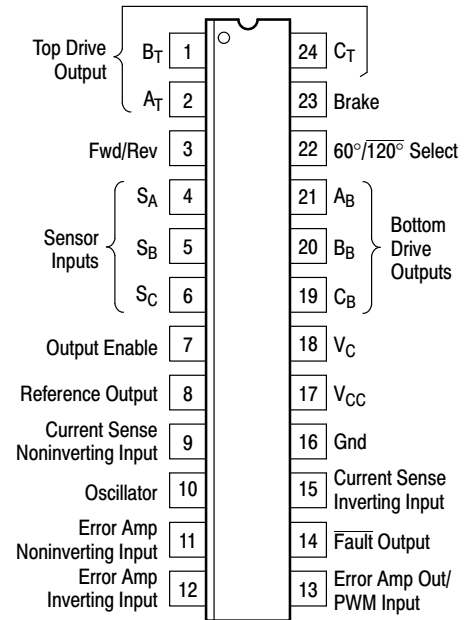 Top Drive
Output
B_T 1
A_T 2
Fwd/Rev 3
Sensor
Inputs
S_A 4
S_B 5
S_C 6
Output Enable 7
Reference Output 8
Current Sense
Noninverting Input 9
Oscillator 10
Error Amp
Noninverting Input 11
Error Amp
Inverting Input 12
24 C_T
23 Brake
22 60°/1̅2̅0̅°̅ Select
21 A_B
20 B_B
19 C_B
Bottom
Drive
Outputs
18 V_C
17 V_CC
16 Gnd
15 Current Sense
Inverting Input
14 F̅a̅u̅l̅t̅ Output
13 Error Amp Out/
PWM Input